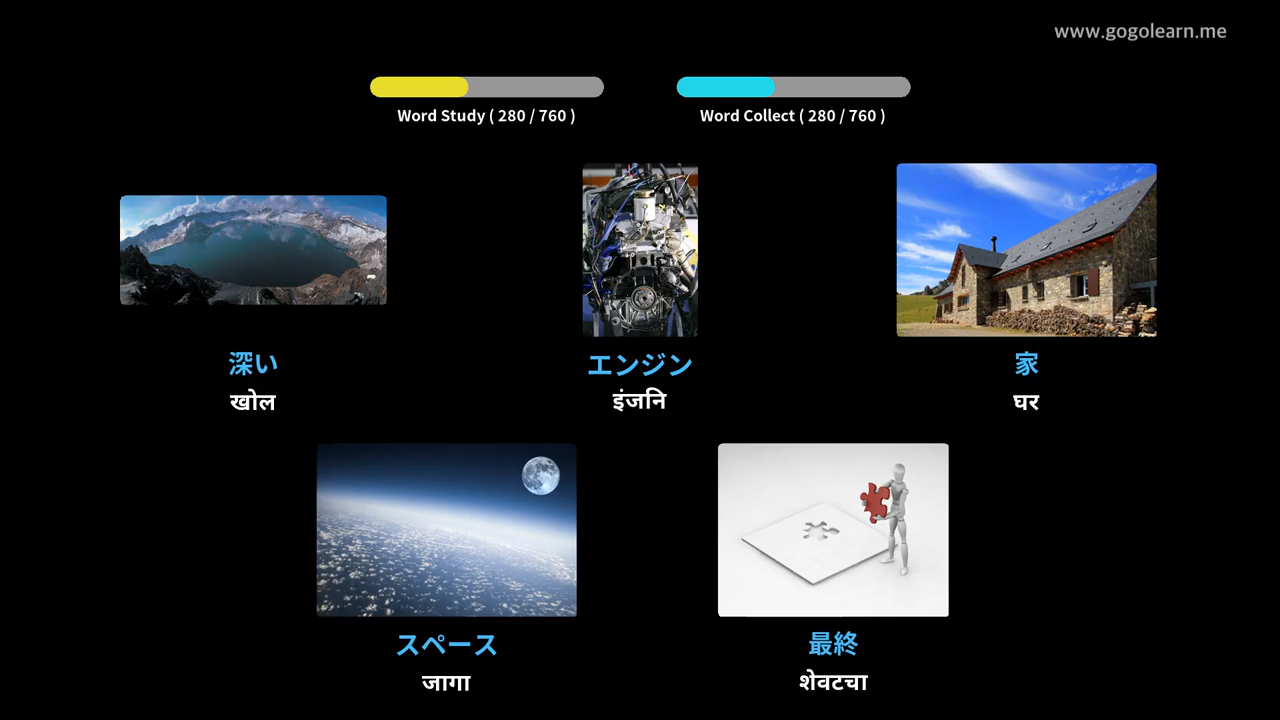 www.gogolearn.me
Word Study ( 280 / 760 )
Word Collect ( 280 / 760 )
深い
खोल
エンジン
इंजनि
家
घर
スペース
जागा
最終
शेवटचा